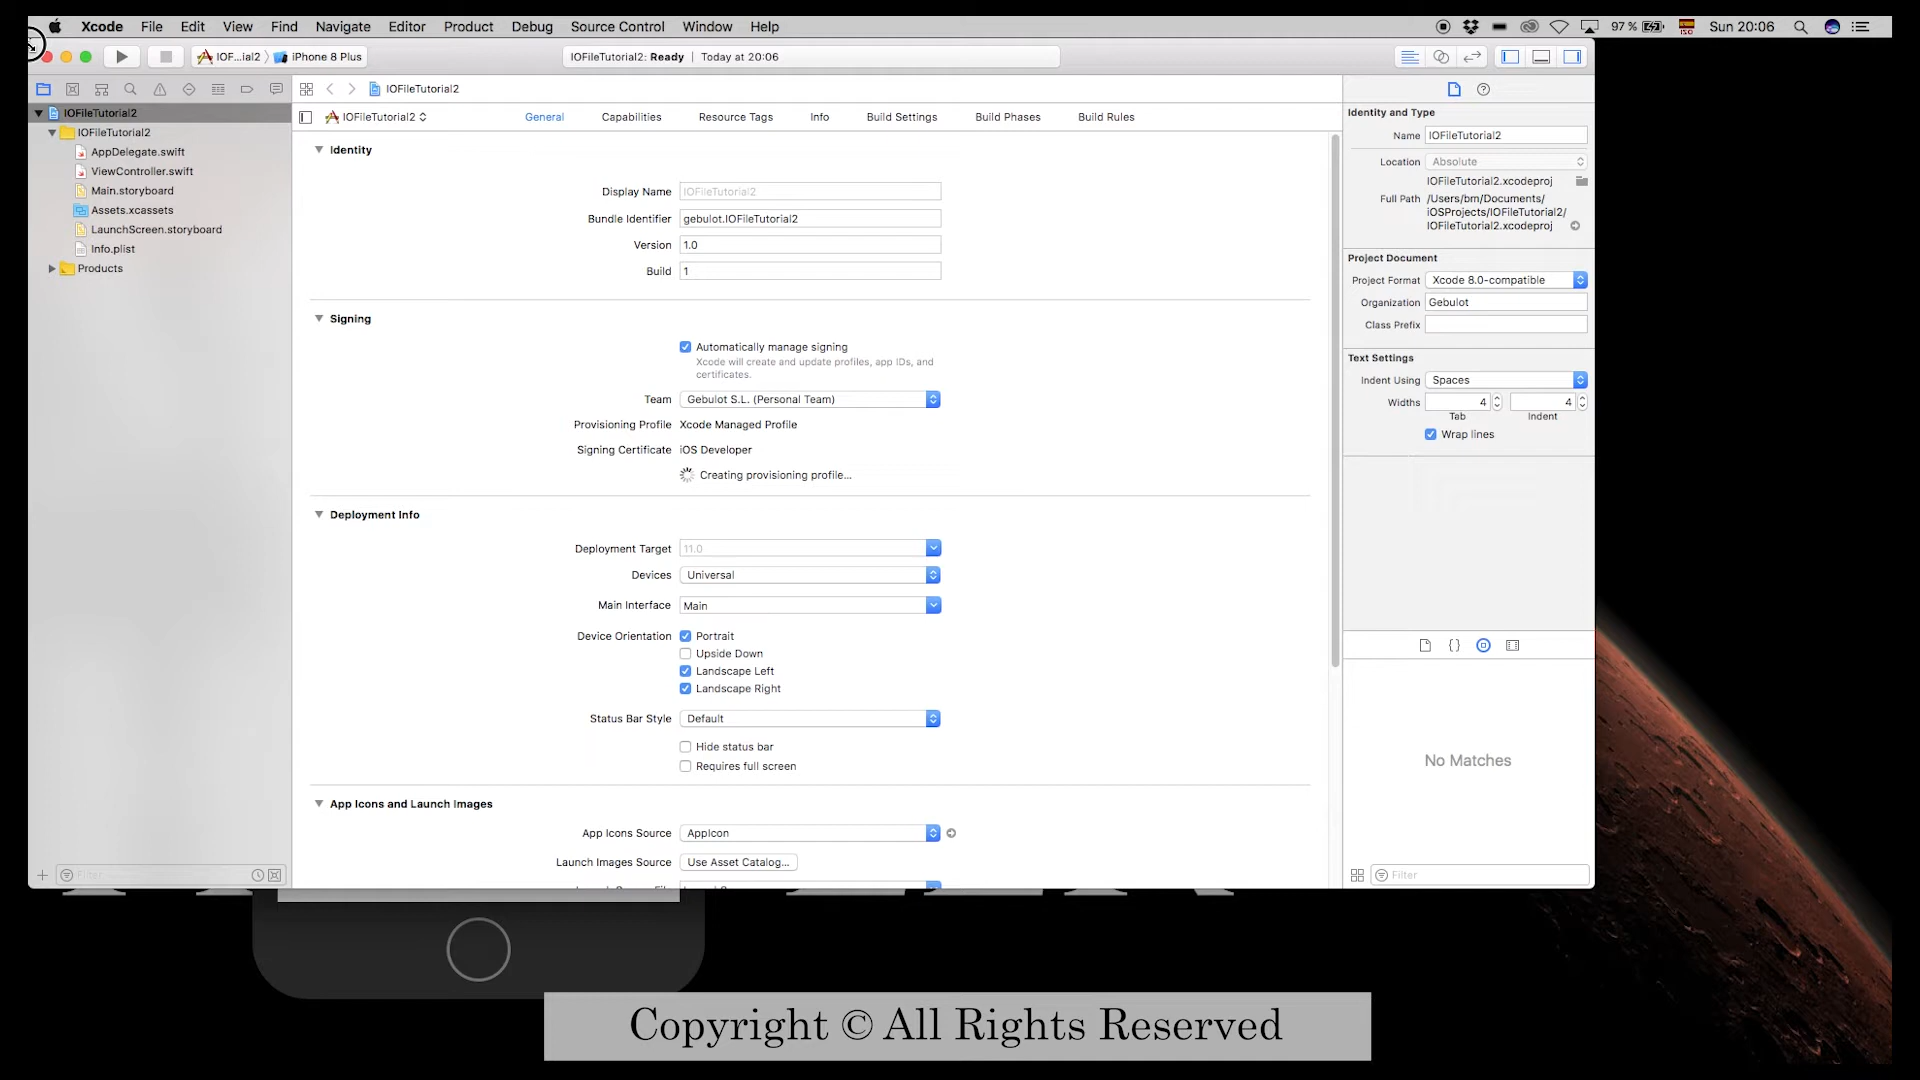 Xcode File Edit View Find Navigate Editor Product Debug Source Control Window Help 97 % ISO Sun 20:06
IOF...ial2 iPhone 8 Plus IOFileTutorial2: Ready Today at 20:06
IOFileTutorial2
IOFileTutorial2
IOFileTutorial2
AppDelegate.swift
ViewController.swift
Main.storyboard
Assets.xcassets
LaunchScreen.storyboard
Info.plist
Products
Filter
IOFileTutorial2 General Capabilities Resource Tags Info Build Settings Build Phases Build Rules
Identity
Display Name IOFileTutorial2
Bundle Identifier gebulot.IOFileTutorial2
Version 1.0
Build 1
Signing
Automatically manage signing
Xcode will create and update profiles, app IDs, and
certificates.
Team Gebulot S.L. (Personal Team)
Provisioning Profile Xcode Managed Profile
Signing Certificate iOS Developer
Creating provisioning profile...
Deployment Info
Deployment Target 11.0
Devices Universal
Main Interface Main
Device Orientation Portrait
Upside Down
Landscape Left
Landscape Right
Status Bar Style Default
Hide status bar
Requires full screen
App Icons and Launch Images
App Icons Source AppIcon
Launch Images Source Use Asset Catalog...
Identity and Type
Name IOFileTutorial2
Location Absolute
IOFileTutorial2.xcodeproj
Full Path /Users/bm/Documents/
iOSProjects/IOFileTutorial2/
IOFileTutorial2.xcodeproj
Project Document
Project Format Xcode 8.0-compatible
Organization Gebulot
Class Prefix
Text Settings
Indent Using Spaces
Widths 4 4
Tab Indent
Wrap lines
{ }
No Matches
Filter
Copyright © All Rights Reserved